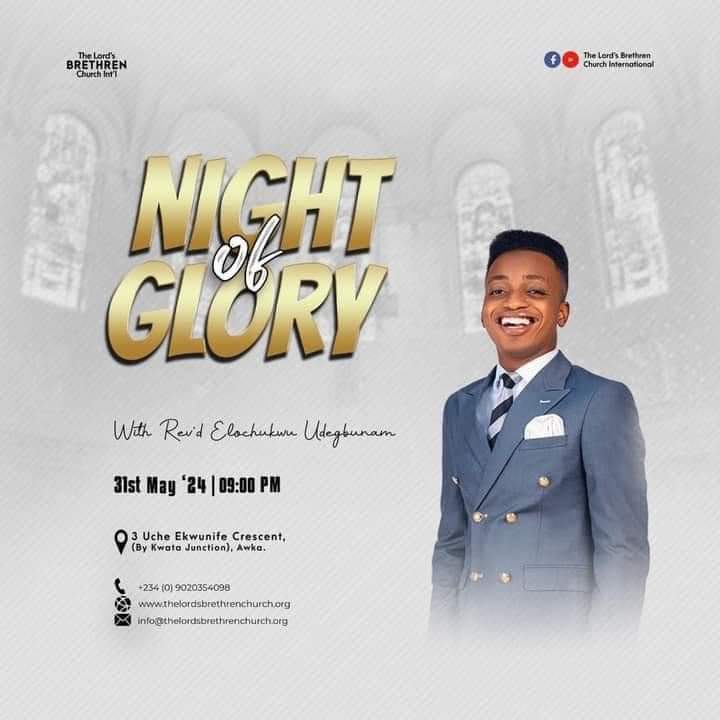 The Lord's
BRETHREN
Church Int'l
The Lord's Brethren
Church International
NIGHT
of
GLORY
With Rev'd Elochukwu Udegbunam
31st May '24 | 09:00 PM
3 Uche Ekwunife Crescent,
(By Kwata Junction), Awka.
+234 (0) 9020354098
www.thelordsbrethrenchurch.org
info@thelordsbrethrenchurch.org